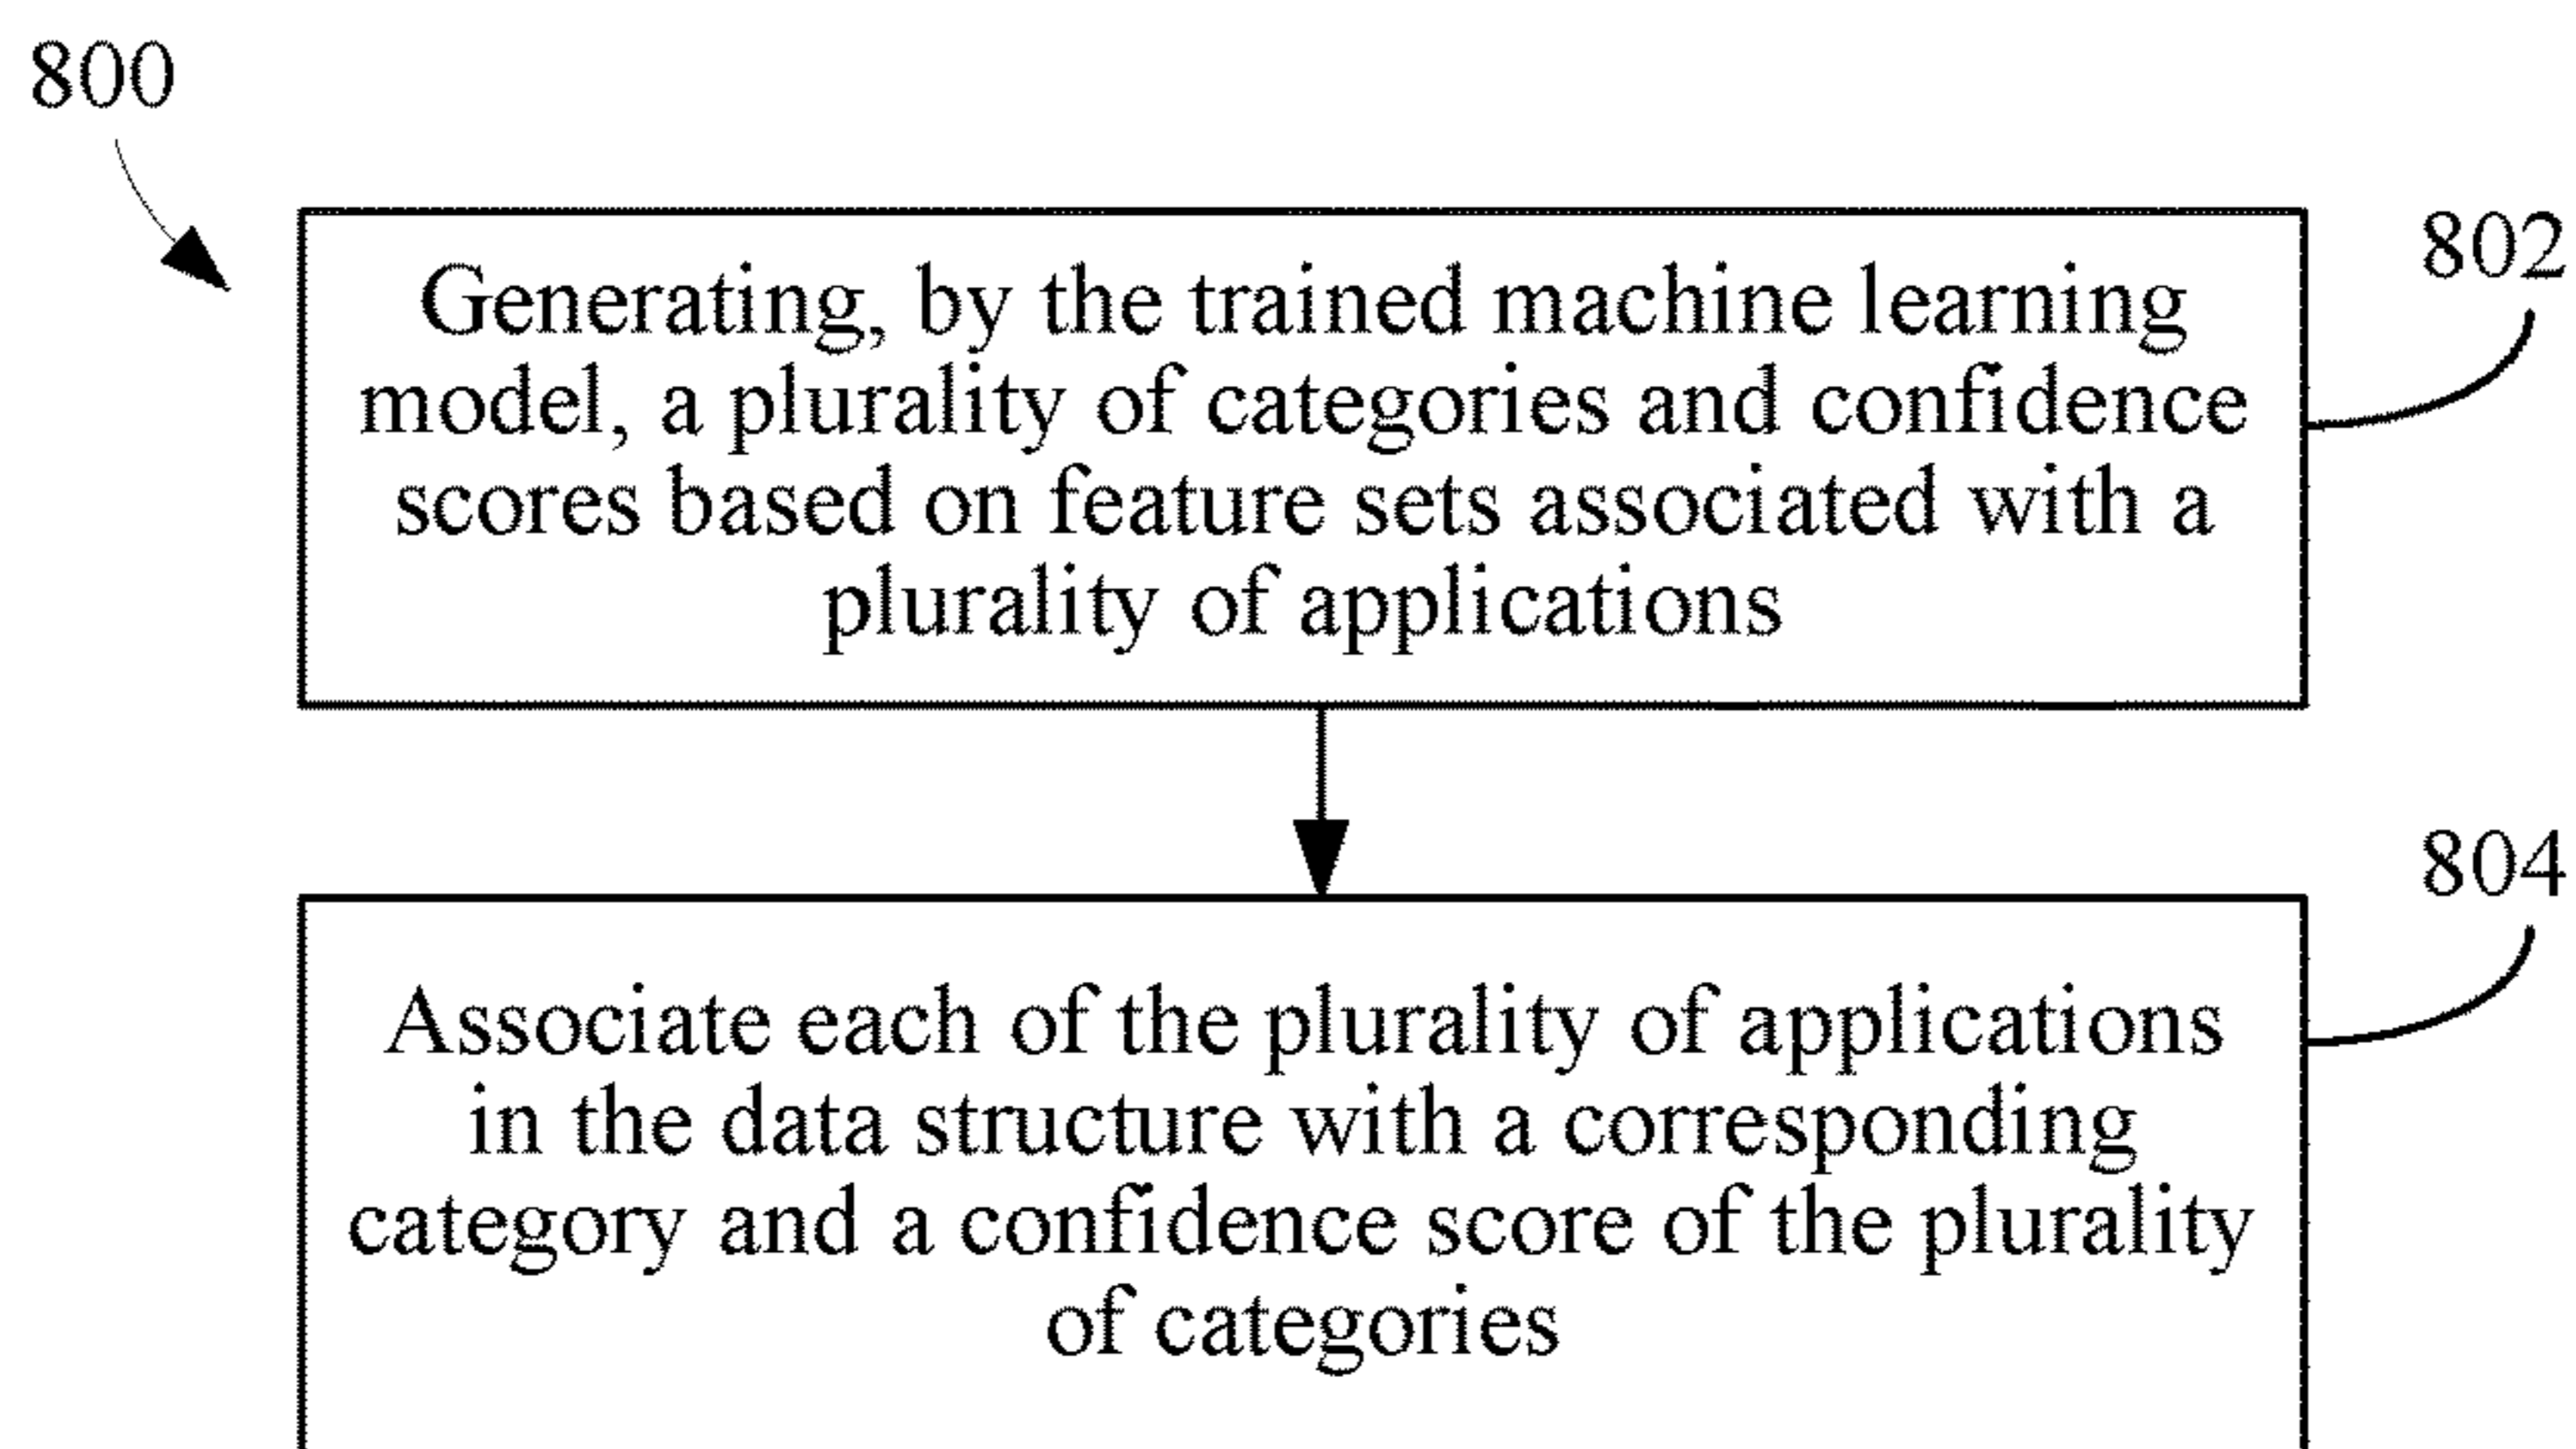 800
802
Generating, by the trained machine learning
model, a plurality of categories and confidence
scores based on feature sets associated with a
plurality of applications
804
Associate each of the plurality of applications
in the data structure with a corresponding
category and a confidence score of the plurality
of categories